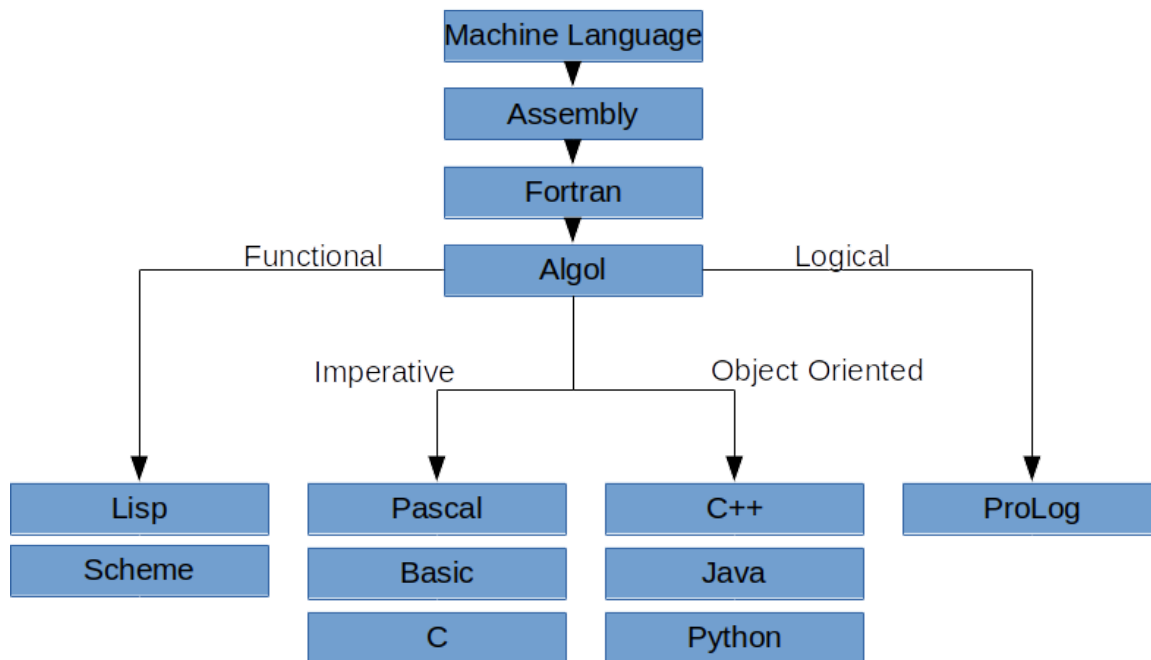 Machine Language
Assembly
Fortran
Functional
Algol
Logical
Imperative
Object Oriented
Lisp
Pascal
C++
ProLog
Scheme
Basic
Java
C
Python